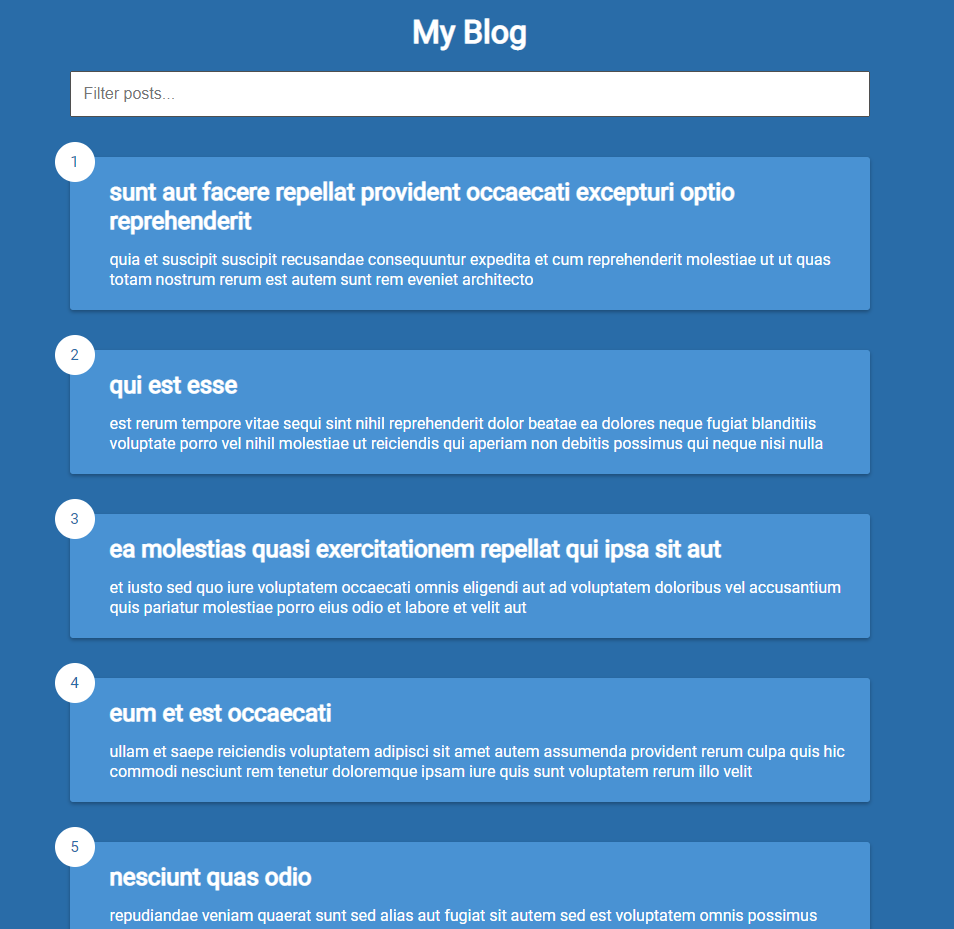 My Blog
Filter posts...
1
sunt aut facere repellat provident occaecati excepturi optio
reprehenderit
quia et suscipit suscipit recusandae consequuntur expedita et cum reprehenderit molestiae ut ut quas
totam nostrum rerum est autem sunt rem eveniet architecto
2
qui est esse
est rerum tempore vitae sequi sint nihil reprehenderit dolor beatae ea dolores neque fugiat blanditiis
voluptate porro vel nihil molestiae ut reiciendis qui aperiam non debitis possimus qui neque nisi nulla
3
ea molestias quasi exercitationem repellat qui ipsa sit aut
et iusto sed quo iure voluptatem occaecati omnis eligendi aut ad voluptatem doloribus vel accusantium
quis pariatur molestiae porro eius odio et labore et velit aut
4
eum et est occaecati
ullam et saepe reiciendis voluptatem adipisci sit amet autem assumenda provident rerum culpa quis hic
commodi nesciunt rem tenetur doloremque ipsam iure quis sunt voluptatem rerum illo velit
5
nesciunt quas odio
repudiandae veniam quaerat sunt sed alias aut fugiat sit autem sed est voluptatem omnis possimus